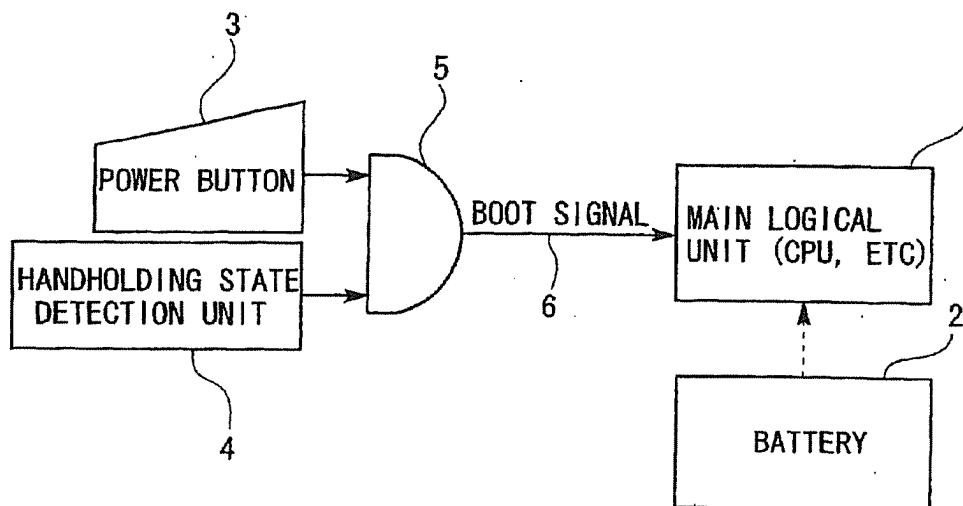 3
5
POWER BUTTON
BOOT SIGNAL
6
MAIN LOGICAL
UNIT (CPU, ETC)
HANDHOLDING STATE
DETECTION UNIT
4
2
BATTERY